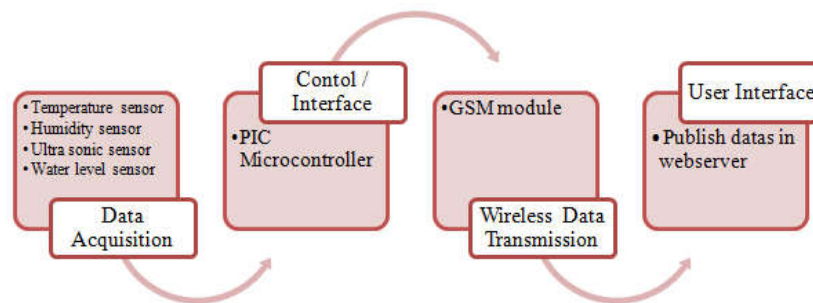 • Temperature sensor
• Humidity sensor
• Ultra sonic sensor
• Water level sensor
Data
Acquisition
Contol /
Interface
• PIC
Microcontroller
• GSM module
Wireless Data
Transmission
User Interface
• Publish datas in
webserver